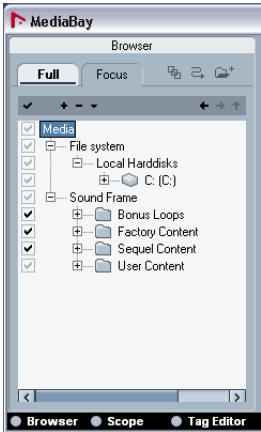 MediaBay
Browser
Full Focus
Media
File system
Local Harddisks
C: (C:)
Sound Frame
Bonus Loops
Factory Content
Sequel Content
User Content
Browser Scope Tag Editor